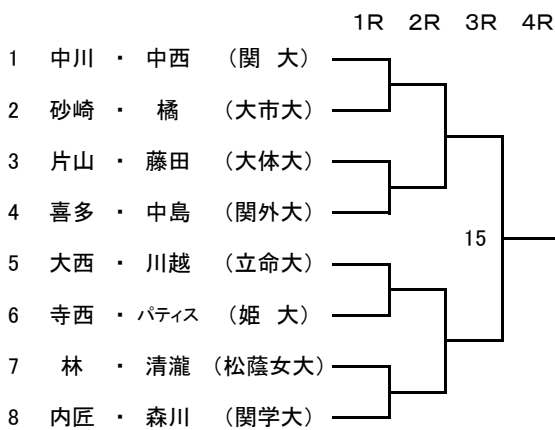 1R 2R 3R 4R
1 中川 ・ 中西 （関 大）
2 砂崎 ・ 橘 （大市大）
3 片山 ・ 藤田 （大体大）
4 喜多 ・ 中島 （関外大）
15
5 大西 ・ 川越 （立命大）
6 寺西 ・ パティス （姫 大）
7 林 ・ 清瀧 （松蔭女大）
8 内匠 ・ 森川 （関学大）